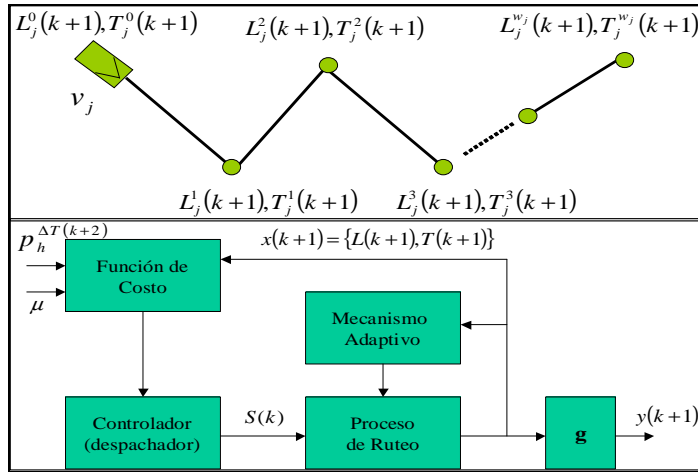 L_j^0(k+1), T_j^0(k+1)
L_j^2(k+1), T_j^2(k+1)
L_j^{w_j}(k+1), T_j^{w_j}(k+1)
v_j
L_j^1(k+1), T_j^1(k+1)
L_j^3(k+1), T_j^3(k+1)
p_h^{ΔT(k+2)}
x(k+1)={L(k+1),T(k+1)}
μ
Función de
Costo
Mecanismo
Adaptivo
Controlador
(despachador)
S(k)
Proceso
de Ruteo
g
y(k+1)